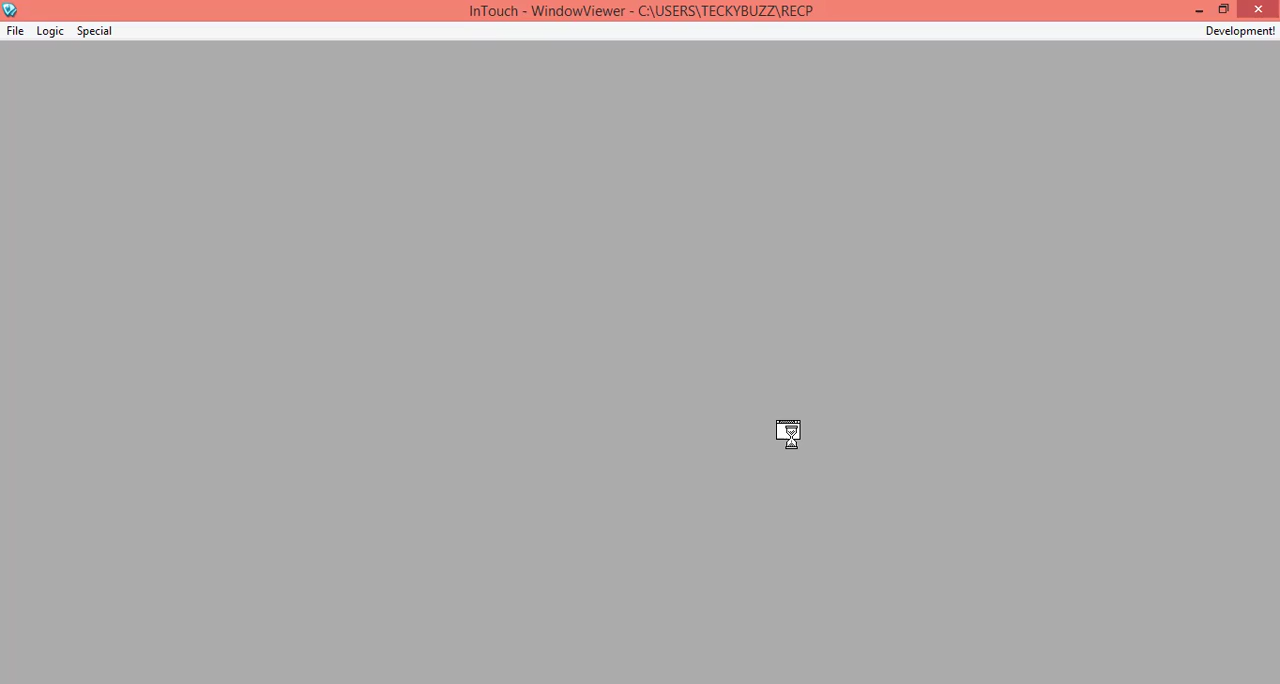 InTouch - WindowViewer - C:\USERS\TECKYBUZZ\RECP
File Logic Special Development!